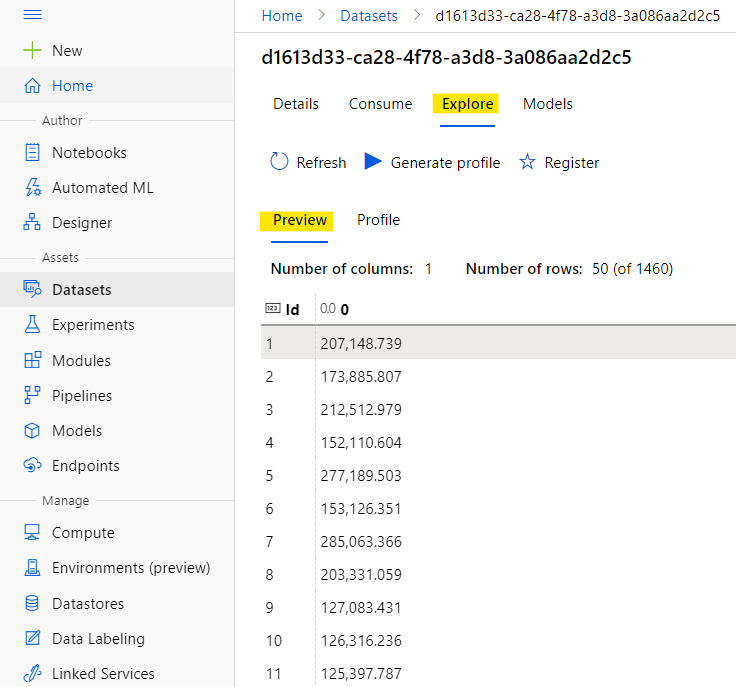 Home > Datasets > d1613d33-ca28-4f78-a3d8-3a086aa2d2c5
New
Home
Author
Notebooks
Automated ML
Designer
Assets
Datasets
Experiments
Modules
Pipelines
Models
Endpoints
Manage
Compute
Environments (preview)
Datastores
Data Labeling
Linked Services
d1613d33-ca28-4f78-a3d8-3a086aa2d2c5
Details Consume Explore Models
Refresh Generate profile Register
Preview Profile
Number of columns: 1 Number of rows: 50 (of 1460)
123 Id 0.0 0
1 207,148.739
2 173,885.807
3 212,512.979
4 152,110.604
5 277,189.503
6 153,126.351
7 285,063.366
8 203,331.059
9 127,083.431
10 126,316.236
11 125,397.787